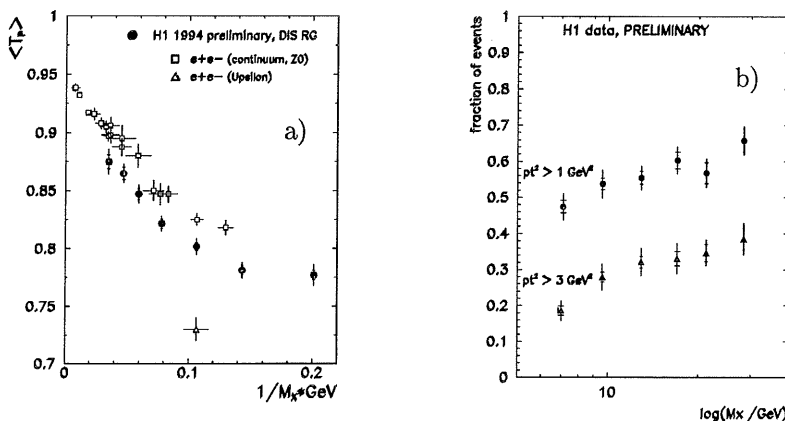 <T_P>
H1 1994 preliminary, DIS RG
e+e- (continuum, Z0)
e+e- (Upsilon)
a)
0.95
0.9
0.85
0.8
0.75
0.7
0
0.1
0.2
1/M_X*GeV
fraction of events
H1 data, PRELIMINARY
b)
1
0.9
0.8
0.7
0.6
0.5
0.4
0.3
0.2
0.1
0
pt² > 1 GeV²
pt² > 3 GeV²
10
log(Mx/GeV)